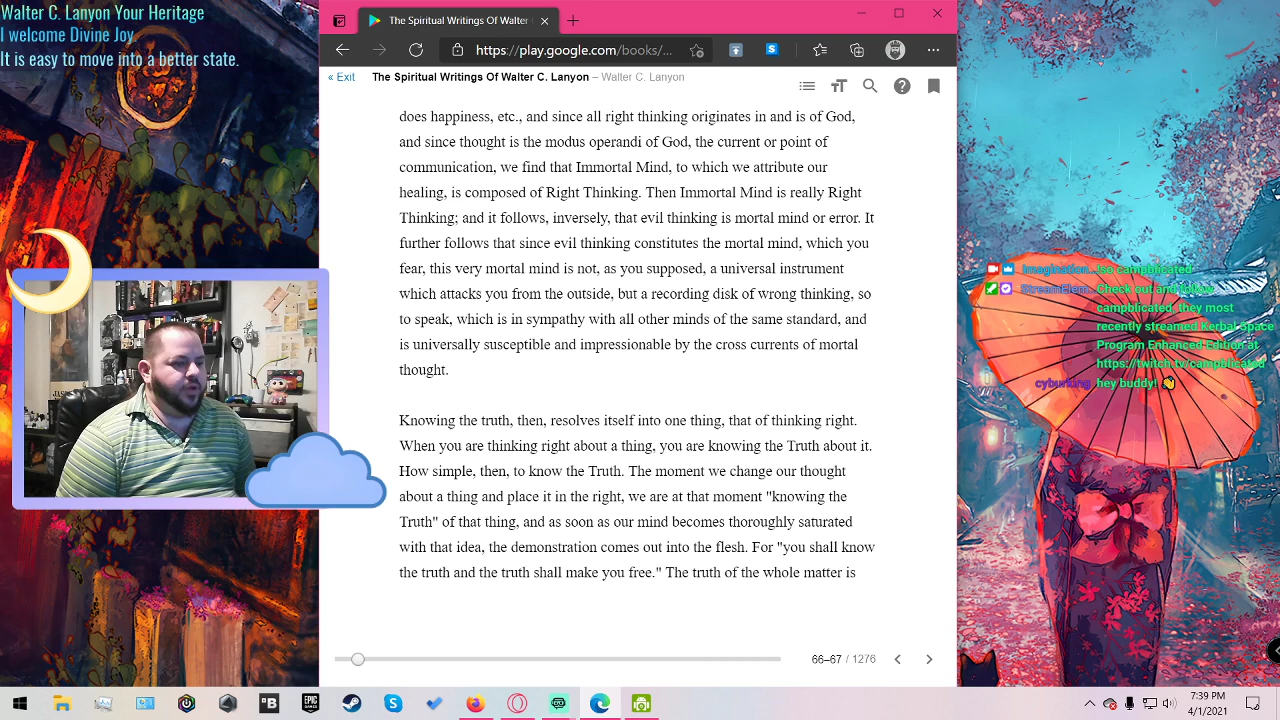 Walter C. Lanyon Your Heritage
I welcome Divine Joy
It is easy to move into a better state.
The Spiritual Writings Of Walter
https://play.google.com/books/...
« Exit
The Spiritual Writings Of Walter C. Lanyon – Walter C. Lanyon
does happiness, etc., and since all right thinking originates in and is of God,
and since thought is the modus operandi of God, the current or point of
communication, we find that Immortal Mind, to which we attribute our
healing, is composed of Right Thinking. Then Immortal Mind is really Right
Thinking; and it follows, inversely, that evil thinking is mortal mind or error. It
further follows that since evil thinking constitutes the mortal mind, which you
fear, this very mortal mind is not, as you supposed, a universal instrument
which attacks you from the outside, but a recording disk of wrong thinking, so
to speak, which is in sympathy with all other minds of the same standard, and
is universally susceptible and impressionable by the cross currents of mortal
thought.
Knowing the truth, then, resolves itself into one thing, that of thinking right.
When you are thinking right about a thing, you are knowing the Truth about it.
How simple, then, to know the Truth. The moment we change our thought
about a thing and place it in the right, we are at that moment "knowing the
Truth" of that thing, and as soon as our mind becomes thoroughly saturated
with that idea, the demonstration comes out into the flesh. For "you shall know
the truth and the truth shall make you free." The truth of the whole matter is
66–67 / 1276
Imagination... !so campblicated
StreamElem... Check out and follow
campblicated, they most
recently streamed Kerbal Space
Program Enhanced Edition at
https://twitch.tv/campblicated
cyburking hey buddy!
7:39 PM
4/1/2021